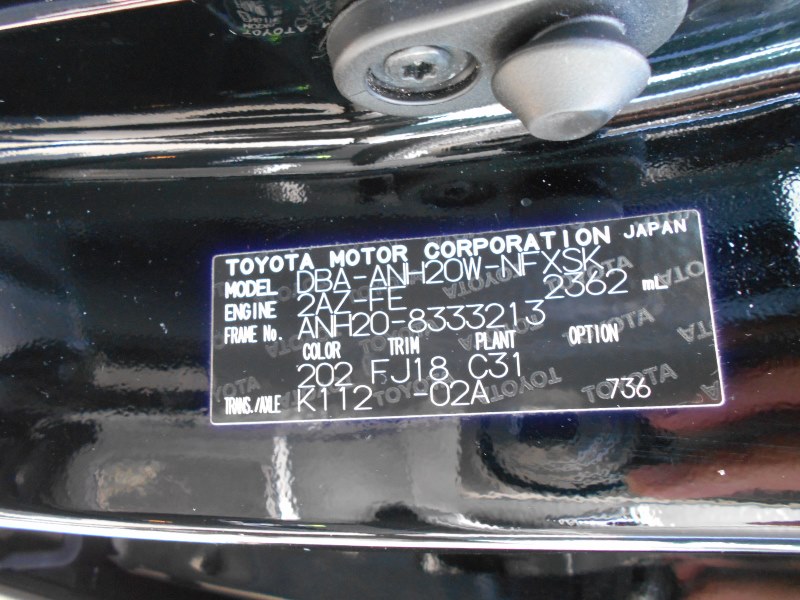 TOYOTA MOTOR CORPORATION JAPAN
MODEL DBA-ANH20W-NFXSK
ENGINE 2AZ-FE 2362 mL
FRAME No. ANH20-8333213
COLOR TRIM PLANT OPTION
202 FJ18 C31
TRANS./AXLE K112 -02A 736